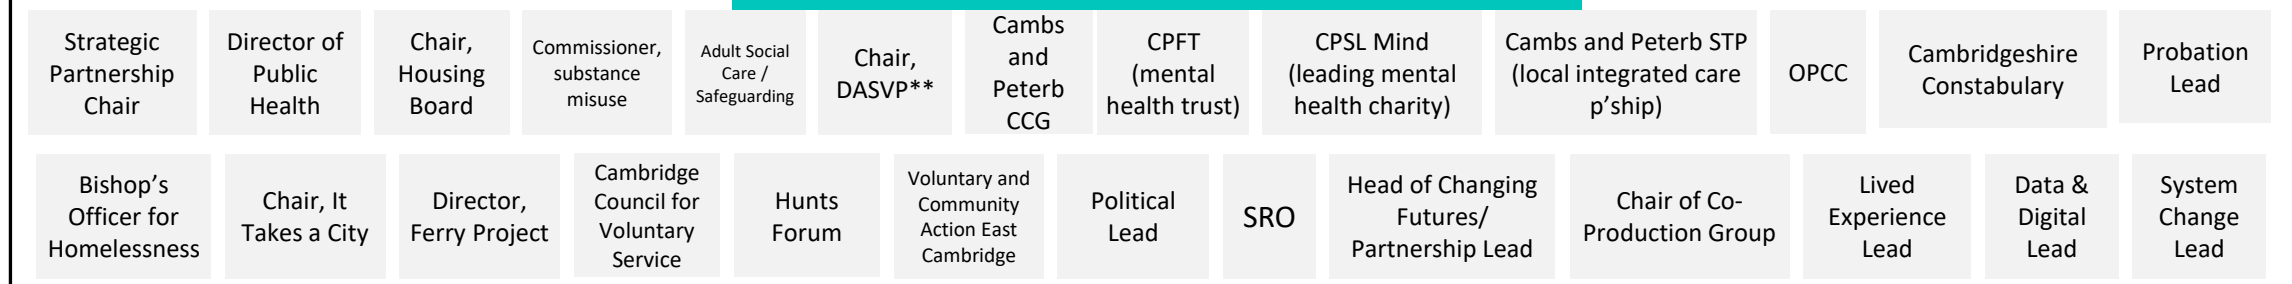 Strategic
Partnership
Chair
Director of
Public
Health
Chair,
Housing
Board
Commissioner,
substance
misuse
Adult Social
Care /
Safeguarding
Chair,
DASVP**
Cambs
and
Peterb
CCG
CPFT
(mental
health trust)
CPSL Mind
(leading mental
health charity)
Cambs and Peterb STP
(local integrated care
p’ship)
OPCC
Cambridgeshire
Constabulary
Probation
Lead
Bishop’s
Officer for
Homelessness
Chair, It
Takes a City
Director,
Ferry Project
Cambridge
Council for
Voluntary
Service
Hunts
Forum
Voluntary and
Community
Action East
Cambridge
Political
Lead
SRO
Head of Changing
Futures/
Partnership Lead
Chair of Co-
Production Group
Lived
Experience
Lead
Data &
Digital
Lead
System
Change
Lead